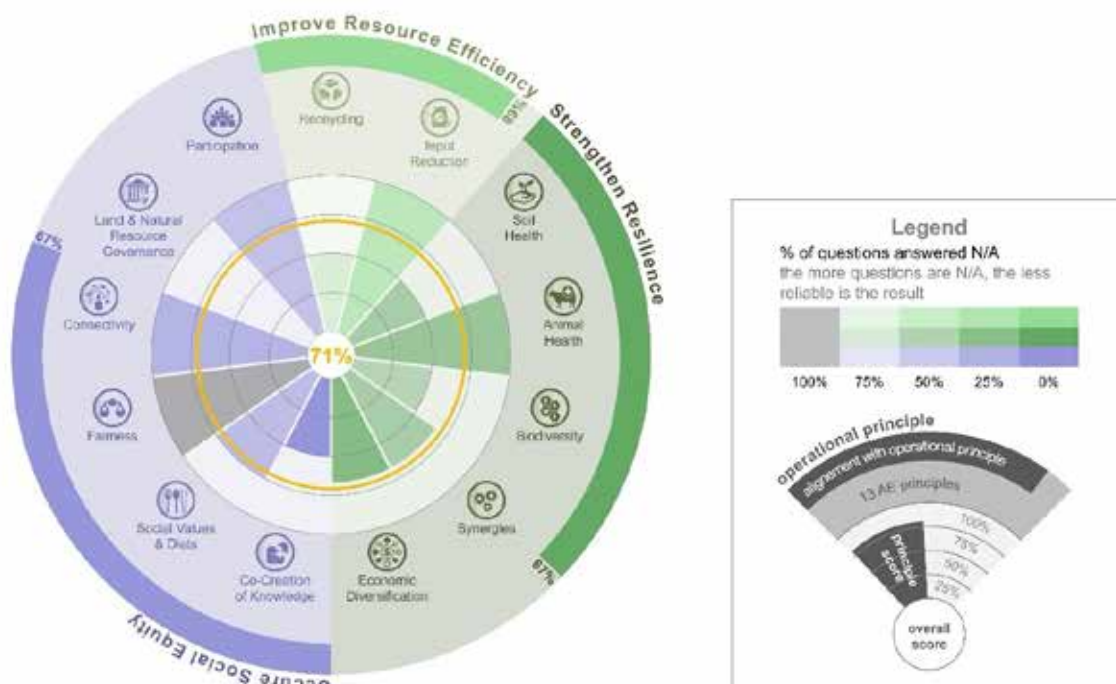 Improve Resource Efficiency
Recycling
Input
Reduction
Strengthen Resilience
Participation
Soil
Health
Land & Natural
Resource
Governance
67%
Animal
Health
Connectivity
71%
Fairness
Biodiversity
Social Values
& Diets
Synergies
Co-Creation
of Knowledge
Economic
Diversification
67%
Secure Social Equity
Legend
% of questions answered N/A
the more questions are N/A, the less
reliable is the result
100% 75% 50% 25% 0%
operational principle
alignement with operational principle
13 AE principles
100%
75%
50%
25%
principle
score
overall
score